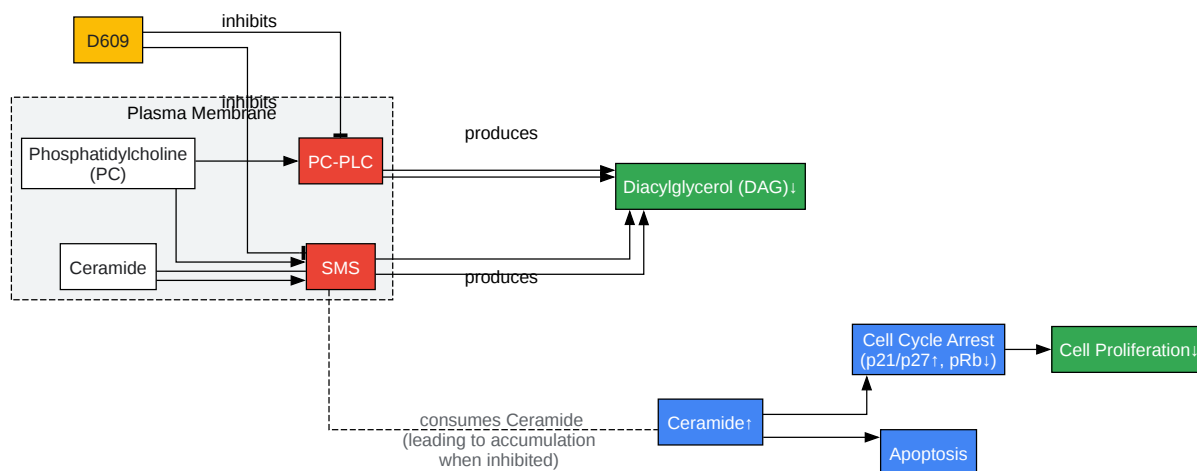 inhibits
D609
inhibits
Plasma Membrane
produces
Phosphatidylcholine
(PC)
PC-PLC
Diacylglycerol (DAG)↓
Ceramide
SMS
produces
Cell Cycle Arrest
(p21/p27↑, pRb↓)
Cell Proliferation↓
consumes Ceramide
(leading to accumulation
when inhibited)
Ceramide↑
Apoptosis